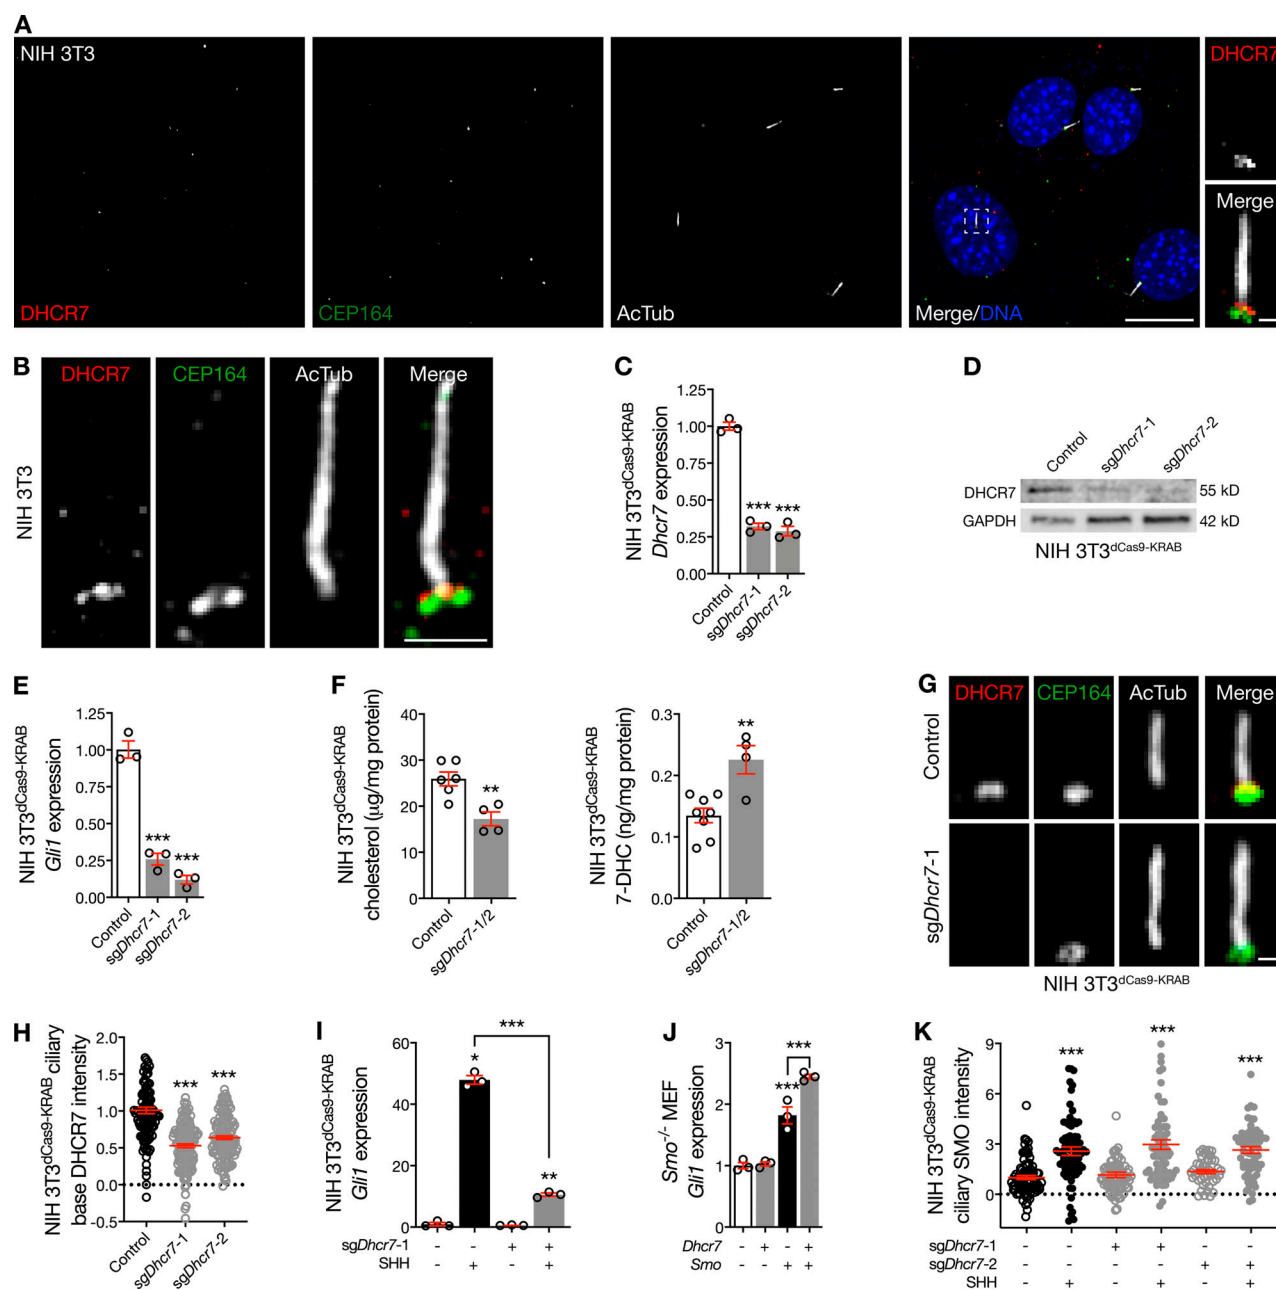 A
NIH 3T3
DHCR7
CEP164
AcTub
Merge/DNA
DHCR7
Merge
B
NIH 3T3
DHCR7
CEP164
AcTub
Merge
C
NIH 3T3dCas9-KRAB
Dhcr7 expression
1.25
1.00
0.75
0.50
0.25
0.00
*** ***
Control
sgDhcr7-1
sgDhcr7-2
D
Control
sgDhcr7-1
sgDhcr7-2
DHCR7
55 kD
GAPDH
42 kD
NIH 3T3dCas9-KRAB
E
NIH 3T3dCas9-KRAB
Gli1 expression
1.25
1.00
0.75
0.50
0.25
0.00
***
***
Control
sgDhcr7-1
sgDhcr7-2
F
NIH 3T3dCas9-KRAB
cholesterol (ug/mg protein)
40
30
20
10
0
**
Control
sgDhcr7-1/2
NIH 3T3dCas9-KRAB
7-DHC (ng/mg protein)
0.3
0.2
0.1
0.0
**
Control
sgDhcr7-1/2
G
DHCR7
CEP164
AcTub
Merge
Control
sgDhcr7-1
NIH 3T3dCas9-KRAB
H
NIH 3T3dCas9-KRAB ciliary
base DHCR7 intensity
2.0
1.5
1.0
0.5
0.0
-0.5
***
***
Control
sgDhcr7-1
sgDhcr7-2
I
NIH 3T3dCas9-KRAB
Gli1 expression
60
40
20
0
***
*
**
sgDhcr7-1 - - + +
SHH - + - +
J
Smo-/- MEF
Gli1 expression
3
2
1
0
***
***
Dhcr7 - + - +
Smo - - + +
K
NIH 3T3dCas9-KRAB
ciliary SMO intensity
9
6
3
0
***
***
***
sgDhcr7-1 - - + + - -
sgDhcr7-2 - - - - + +
SHH - + - + - +